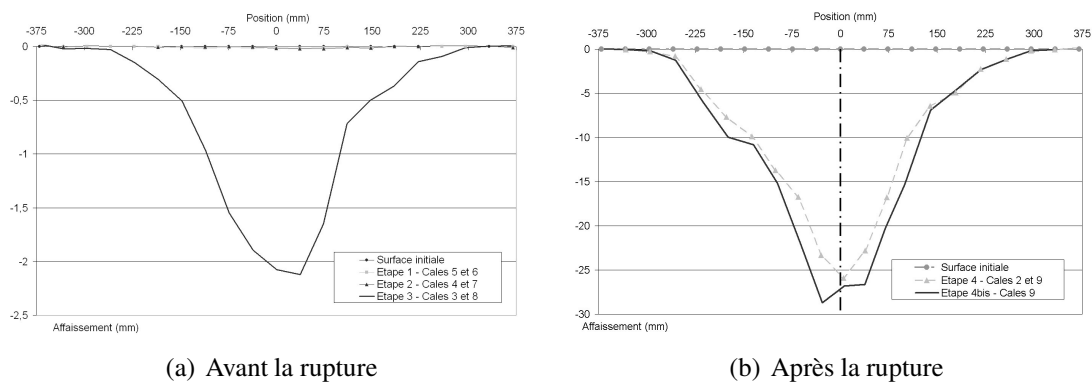 Position (mm)
-375 -300 -225 -150 -75 0 75 150 225 300 375
0
-0,5
-1
-1,5
-2
-2,5
Surface initiale
Etape 1 - Cales 5 et 6
Etape 2 - Cales 4 et 7
Etape 3 - Cales 3 et 8
Affaissement (mm)
(a) Avant la rupture
Position (mm)
-375 -300 -225 -150 -75 0 75 150 225 300 375
0
-5
-10
-15
-20
-25
-30
Surface initiale
Etape 4 - Cales 2 et 9
Etape 4bis - Cales 9
Affaissement (mm)
(b) Après la rupture